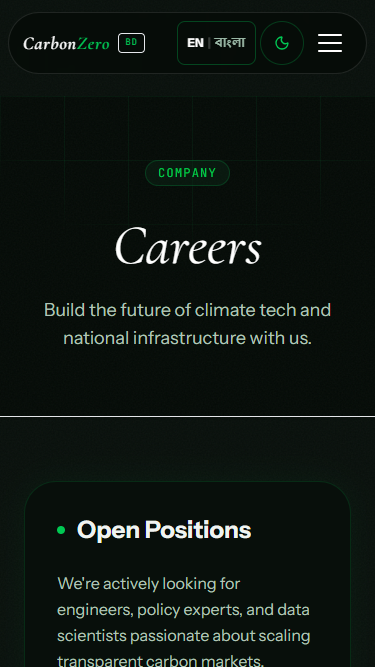 CarbonZero BD EN | বাংলা
COMPANY
Careers
Build the future of climate tech and
national infrastructure with us.
Open Positions
We're actively looking for
engineers, policy experts, and data
scientists passionate about scaling
transparent carbon markets.